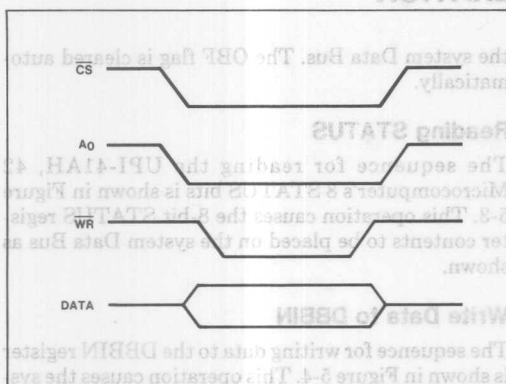 the system Data Bus. The OBF flag is cleared auto-
C̅S̅
matically.
Reading STATUS
A0
The sequence for reading the UPI-41AH, 42
Microcomputer's 8 STATUS bits is shown in Figure
5-3. This operation causes the 8-bit STATUS regis-
W̅R̅
ter contents to be placed on the system Data Bus as
shown.
DATA
Write Data to DBBIN
The sequence for writing data to the DBBIN register
is shown in Figure 5-4. This operation causes the sys-